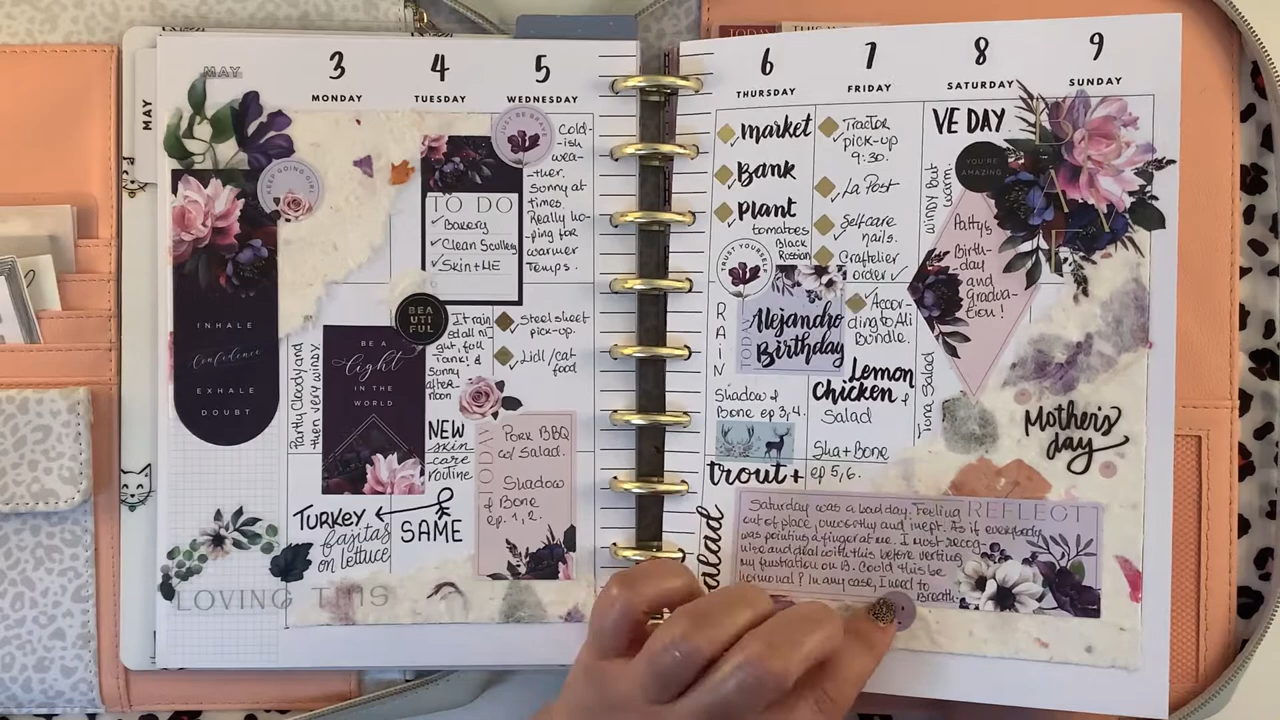 MAY
MAY
3
MONDAY
4
TUESDAY
5
WEDNESDAY
KEEP GOING GIRL
INHALE
Confidence
EXHALE
DOUBT
LOVING THIS
Partly Cloudy and
then very windy.
BE A
light
IN THE
WORLD
TURKEY
fajitas
on lettuce
TO DO
Bakery
Clean Scullery
Skin+ME
BEA
UTI
FUL
It rain
all ni
ght, foll
Tank! &
Sunny
after-
noon
NEW
skin
care
routine
SAME
JUST BE BRAVE
cold-
-ish
wea-
-ther.
Sunny at
times.
Really ho-
ping for
warmer
Temps.
Steel sheet
pick-up.
Lidl/cat
food
TODAY
Pork BBQ
w/ Salad.
Shadow
& Bone
ep. 1, 2.
TODAY
6
THURSDAY
7
FRIDAY
8
SATURDAY
9
SUNDAY
market
Bank
Plant
tomatoes
Black
Russian
TRUST YOURSELF
RAIN
TODAY
Alejandro
Birthday
Shadow &
Bone ep 3,4.
trout +
salad
Tractor
pick-up
9:30.
La Post
Selfcare
nails.
Craftelier
order
Accor-
ding to Ali
Bundle.
Lemon
Chicken &
Salad
Sha+Bone
ep 5,6.
VE DAY
windy but
warm.
YOU'RE
AMAZING
Patty's
Birth-
day
and
gradua-
tion!
Tuna Salad
Mother's
day
REFLECT
Saturday was a bad day. Feeling
out of place, unworthy and inept. As if everybody
was pointing a finger at me. I must recog-
nize and deal with this before verting
my frustration on B. Could this be
hormonal? In any case, I need to
Breath-